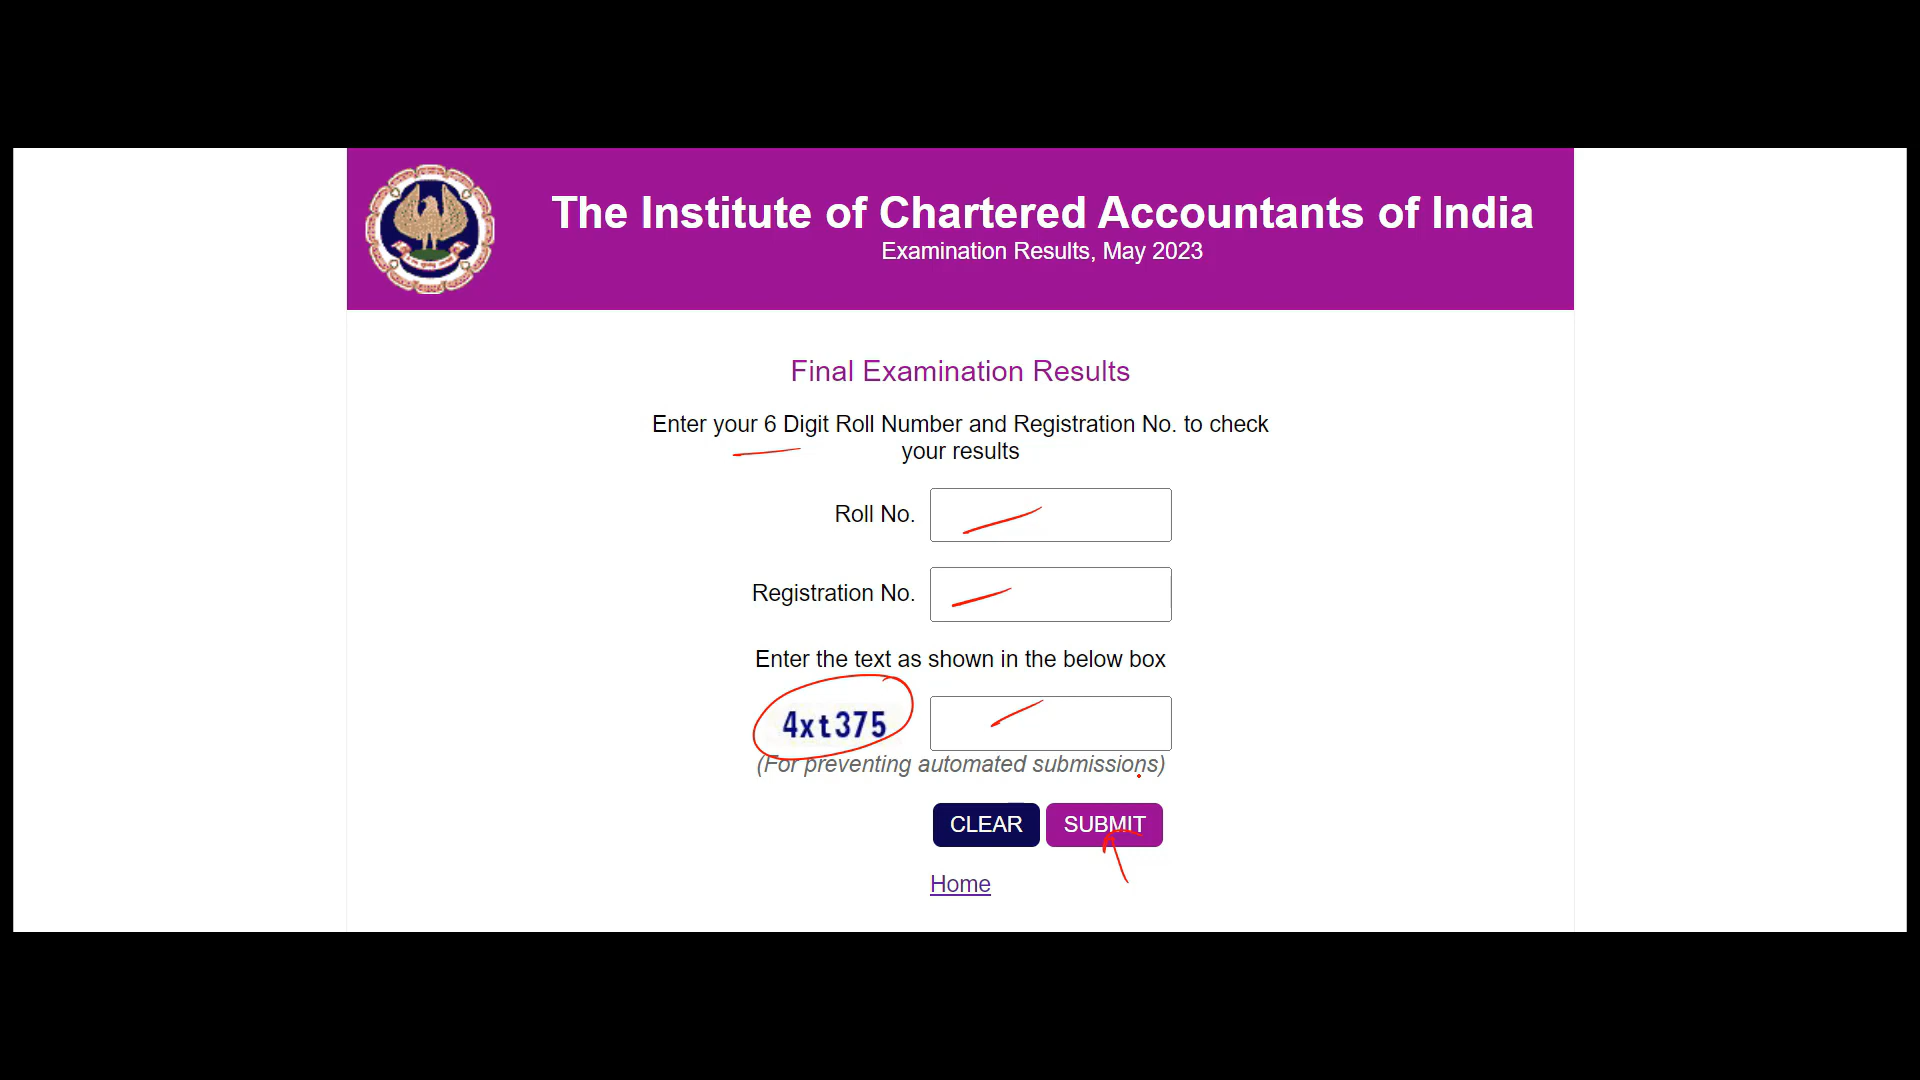 The Institute of Chartered Accountants of India
Examination Results, May 2023
Final Examination Results
Enter your 6 Digit Roll Number and Registration No. to check
your results
Roll No.
Registration No.
Enter the text as shown in the below box
4xt375
(For preventing automated submissions)
CLEAR SUBMIT
Home